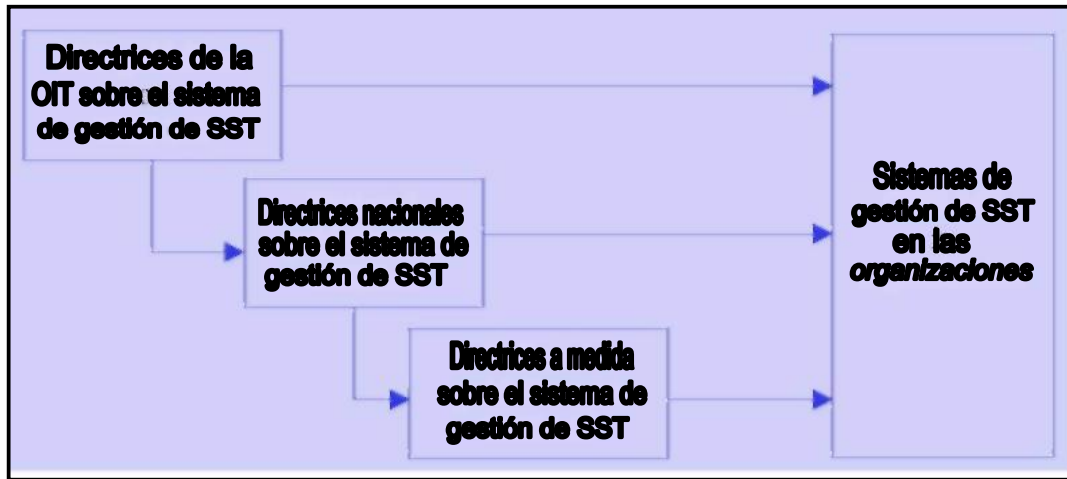 Directrices de la
OIT sobre el sistema
de gestión de SST
Directrices nacionales
sobre el sistema de
gestión de SST
Directrices a medida
sobre el sistema de
gestión de SST
Sistemas de
gestión de SST
en las
organizaciones